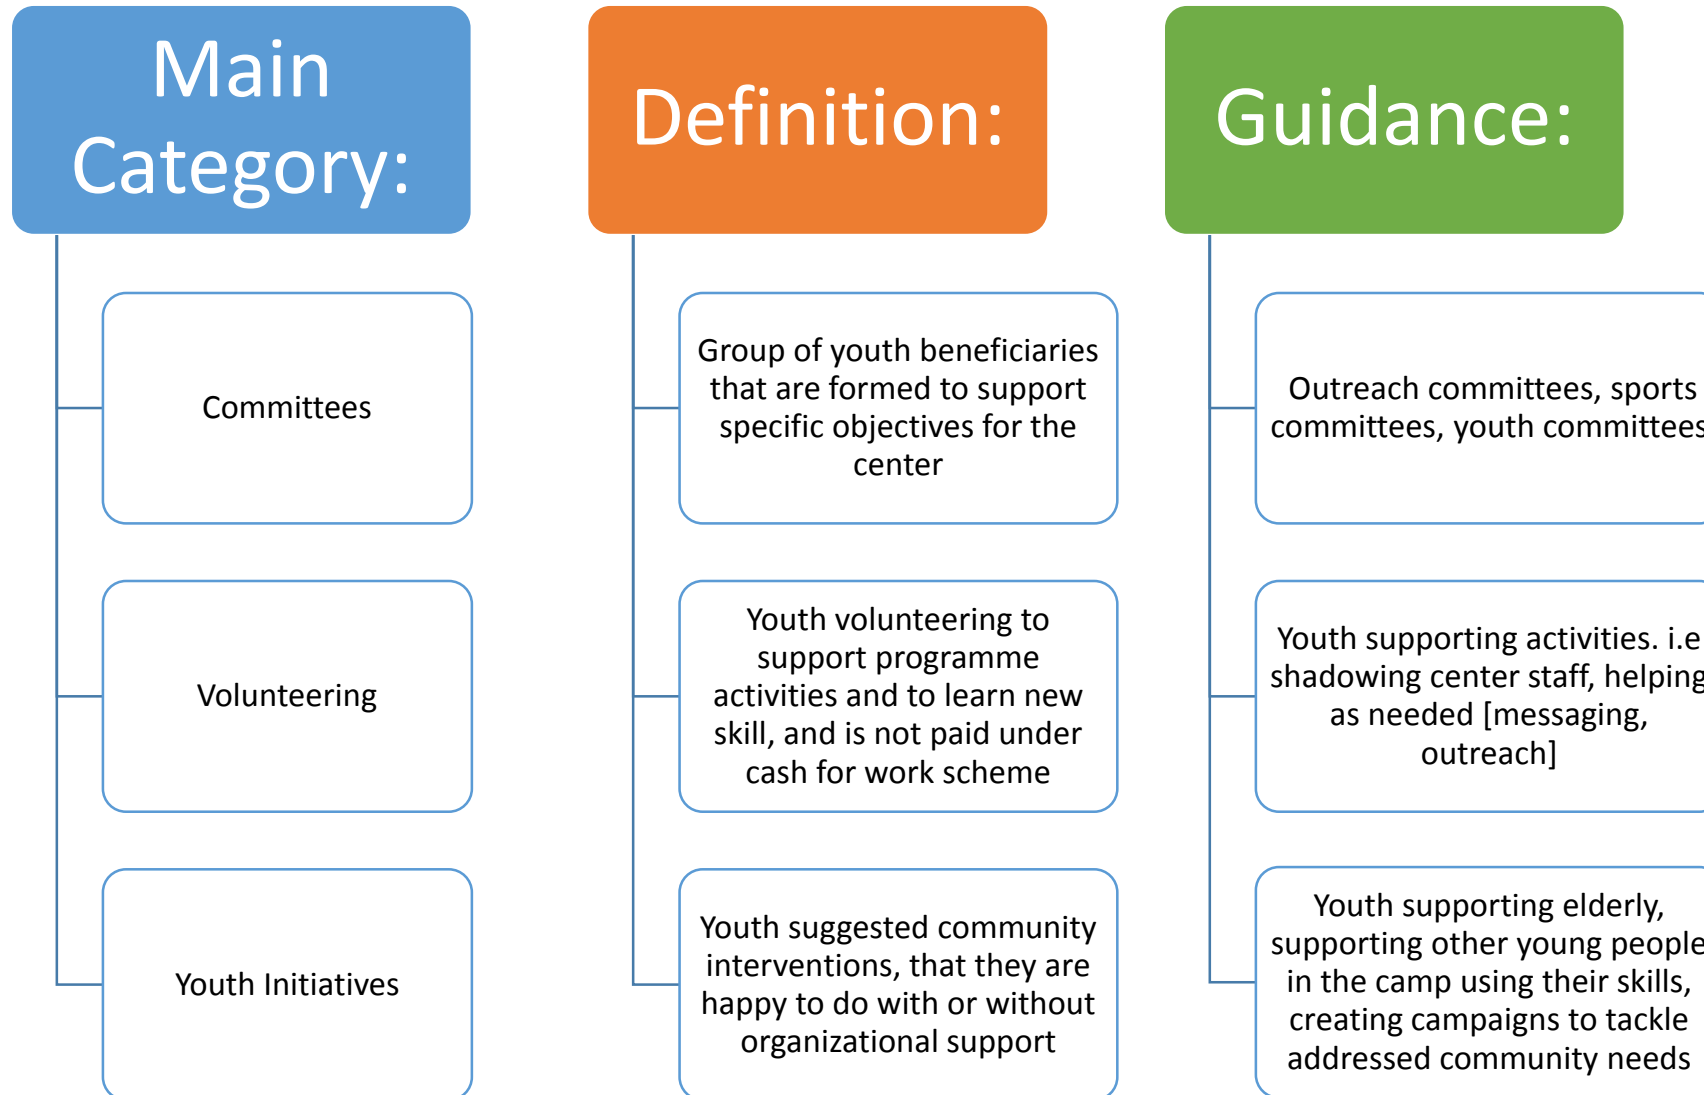 Main
Category:
Committees
Volunteering
Youth Initiatives
Definition:
Group of youth beneficiaries
that are formed to support
specific objectives for the
center
Youth volunteering to
support programme
activities and to learn new
skill, and is not paid under
cash for work scheme
Youth suggested community
interventions, that they are
happy to do with or without
organizational support
Guidance:
Outreach committees, sports
committees, youth committees
Youth supporting activities. i.e
shadowing center staff, helping
as needed [messaging,
outreach]
Youth supporting elderly,
supporting other young people
in the camp using their skills,
creating campaigns to tackle
addressed community needs